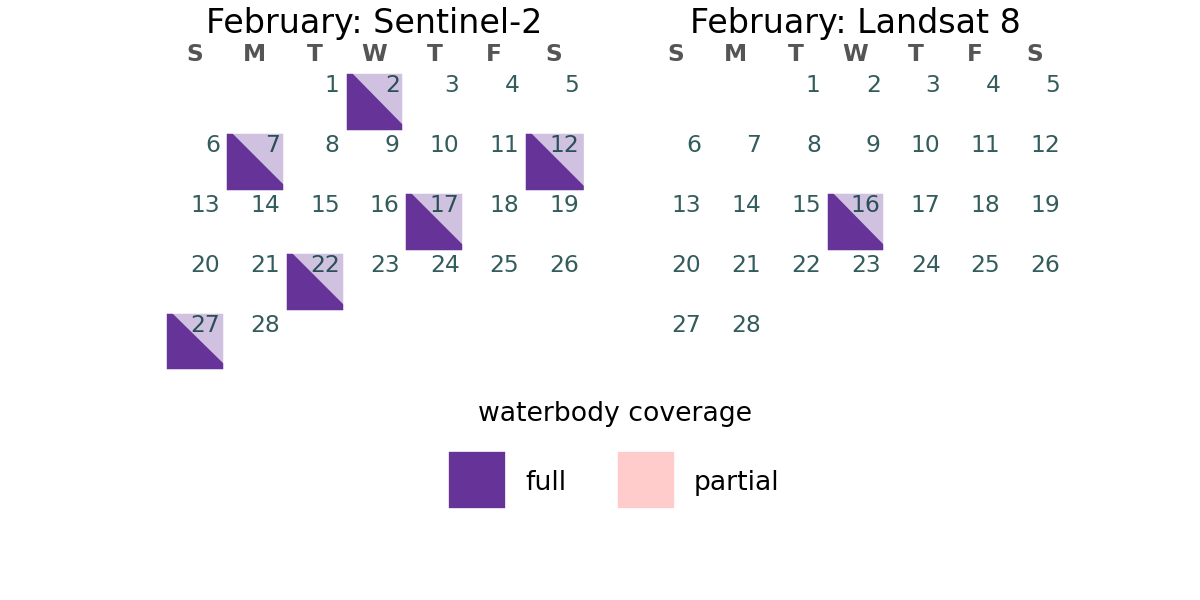 February: Sentinel-2
S M T W T F S
1 2 3 4 5
6 7 8 9 10 11 12
13 14 15 16 17 18 19
20 21 22 23 24 25 26
27 28
February: Landsat 8
S M T W T F S
1 2 3 4 5
6 7 8 9 10 11 12
13 14 15 16 17 18 19
20 21 22 23 24 25 26
27 28
waterbody coverage
full
partial